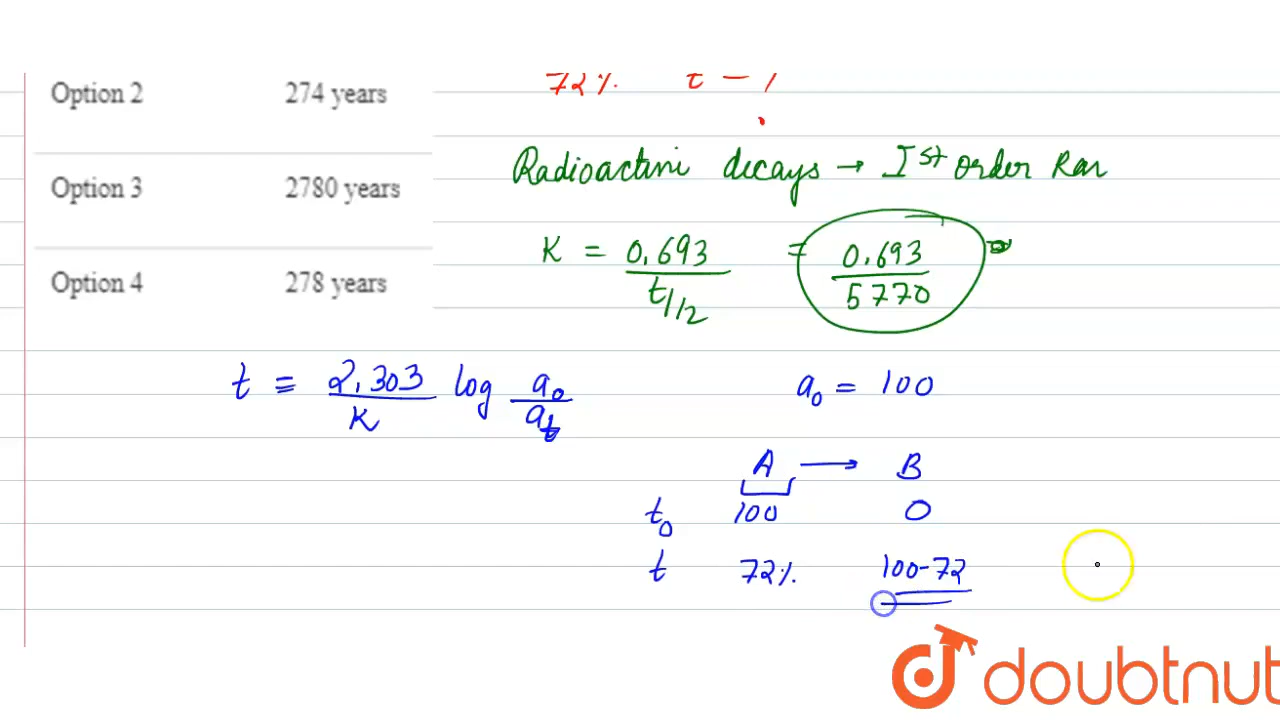 Option 2 274 years
72%. t – ?
Option 3 2780 years
Radioactini decays → Ist order Ran
Option 4 278 years
K = 0.693 / t1/2 = 0.693 / 5770
t = 2.303 / K log a0 / at
a0 = 100
A → B
t0 100 0
t 72%. 100-72
doubtnut